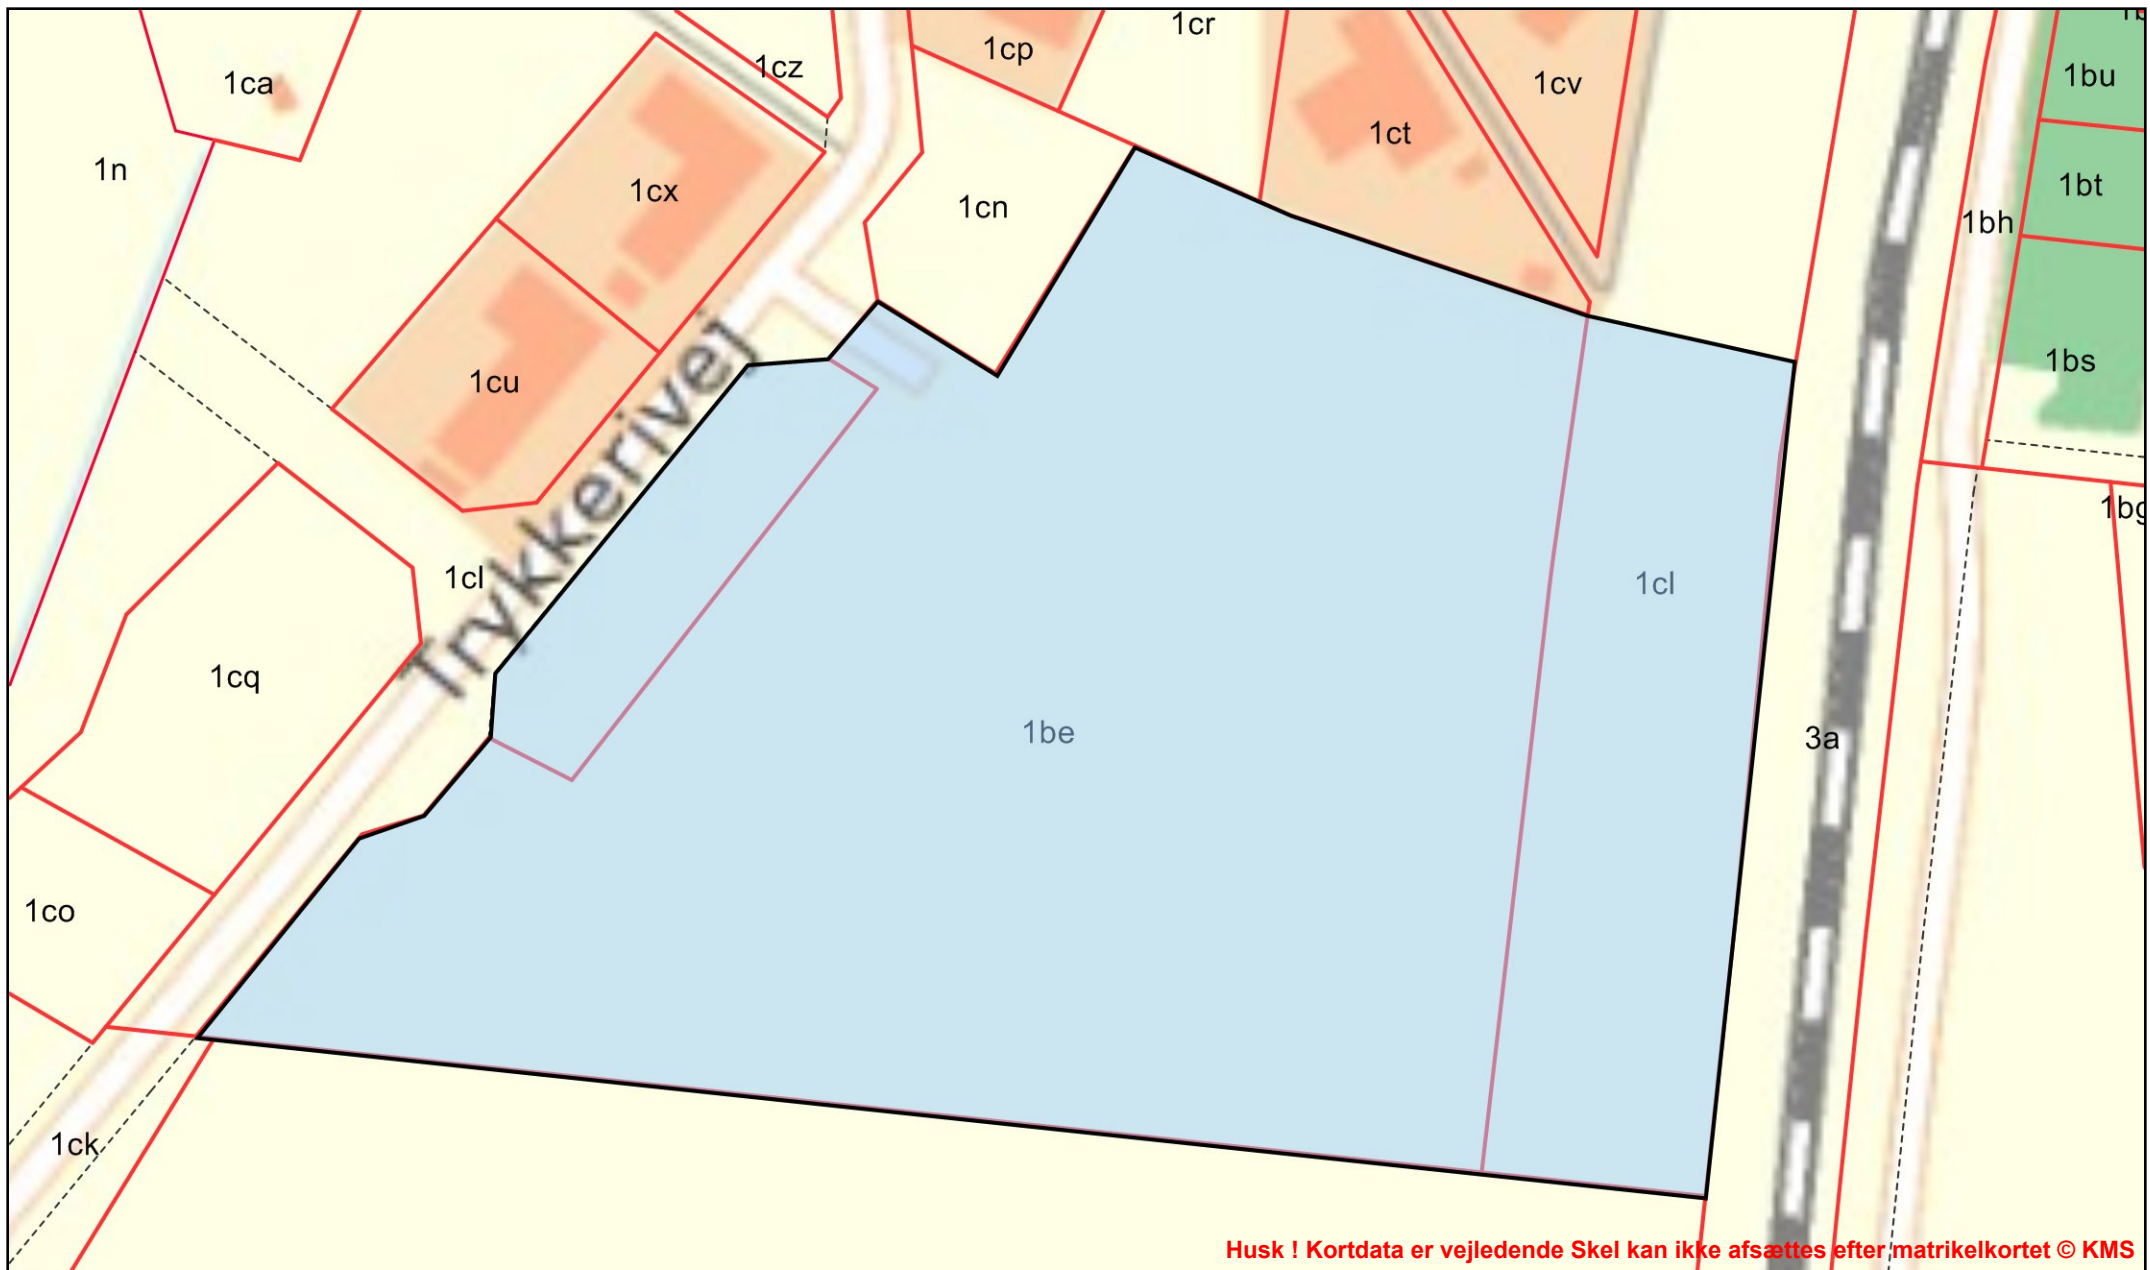 1cr
1cp
1cz
1ca
1cv
1bu
1ct
1n
1bt
1cx
1cn
1bh
1bs
1cu
Trykkerivej
1cl
1cl
1cq
1be
3a
1co
1ck
Husk ! Kortdata er vejledende Skel kan ikke afsættes efter matrikelkortet © KMS